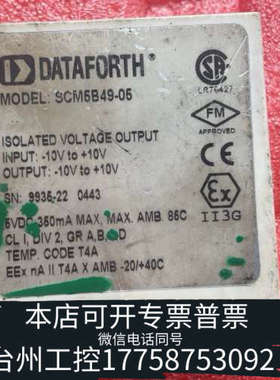 DATAFORTH
MODEL: SCM5B49-05
SA
LR76427
FM
APPROVED
ISOLATED VOLTAGE OUTPUT
INPUT: -10V to +10V
OUTPUT: -10V to +10V
SN: 9936-22 0443
Ex
II3G
5VDC 350mA MAX, MAX. AMB. 85C
CL I, DIV 2, GR A,B, D
TEMP. CODE T4A
EEx nA II T4A X AMB -20/+40C
本店可开专票普票
微信电话同号
台州工控17758753092